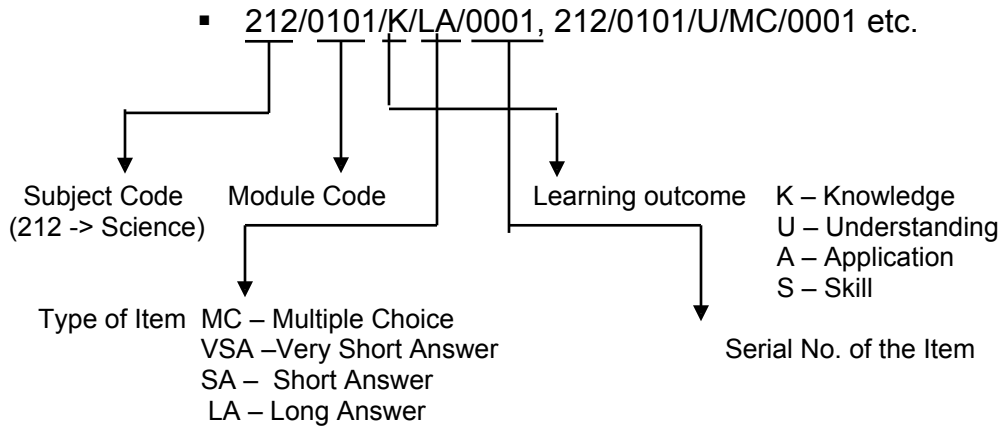 ▪ 212/0101/K/LA/0001, 212/0101/U/MC/0001 etc.
Subject Code
(212 -> Science)
Module Code
Learning outcome
K – Knowledge
U – Understanding
A – Application
S – Skill
Type of Item MC – Multiple Choice
VSA –Very Short Answer
SA – Short Answer
LA – Long Answer
Serial No. of the Item